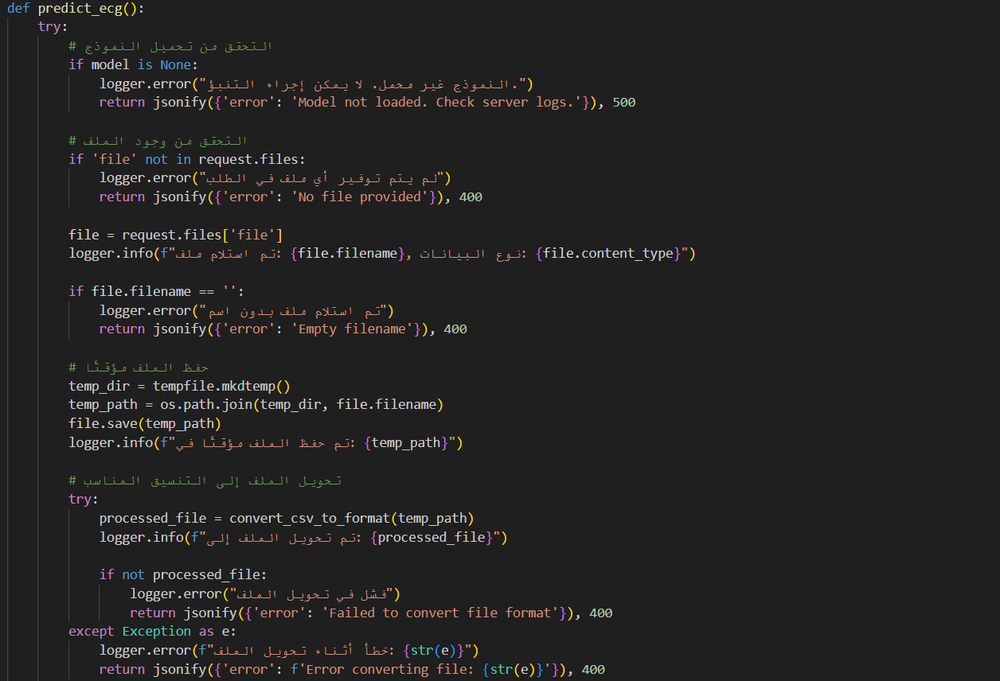 def predict_ecg():
try:
# التحقق من تحميل النموذج
if model is None:
logger.error("النموذج غير محمل. لا يمكن إجراء التنبؤ.")
return jsonify({'error': 'Model not loaded. Check server logs.'}), 500
# التحقق من وجود الملف
if 'file' not in request.files:
logger.error("لم يتم توفير أي ملف في الطلب")
return jsonify({'error': 'No file provided'}), 400
file = request.files['file']
logger.info(f"تم استلام ملف: {file.filename}, نوع البيانات: {file.content_type}")
if file.filename == '':
logger.error("تم استلام ملف بدون اسم")
return jsonify({'error': 'Empty filename'}), 400
# حفظ الملف مؤقتًا
temp_dir = tempfile.mkdtemp()
temp_path = os.path.join(temp_dir, file.filename)
file.save(temp_path)
logger.info(f"تم حفظ الملف مؤقتًا في: {temp_path}")
# تحويل الملف إلى التنسيق المناسب
try:
processed_file = convert_csv_to_format(temp_path)
logger.info(f"تم تحويل الملف إلى: {processed_file}")
if not processed_file:
logger.error("فشل في تحويل الملف")
return jsonify({'error': 'Failed to convert file format'}), 400
except Exception as e:
logger.error(f"خطأ أثناء تحويل الملف: {str(e)}")
return jsonify({'error': f'Error converting file: {str(e)}'}), 400